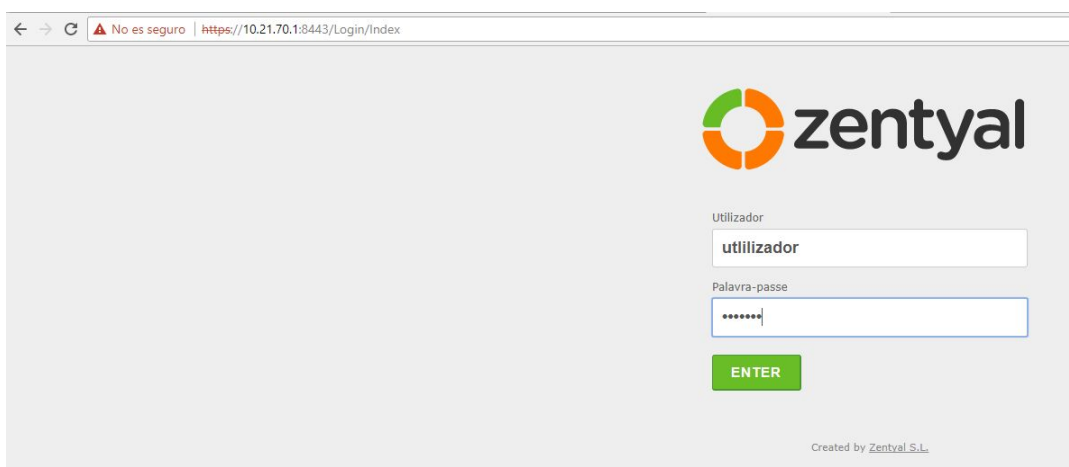 No es seguro | https://10.21.70.1:8443/Login/Index
zentyal
Utilizador
utlilizador
Palavra-passe
•••••••
ENTER
Created by Zentyal S.L.